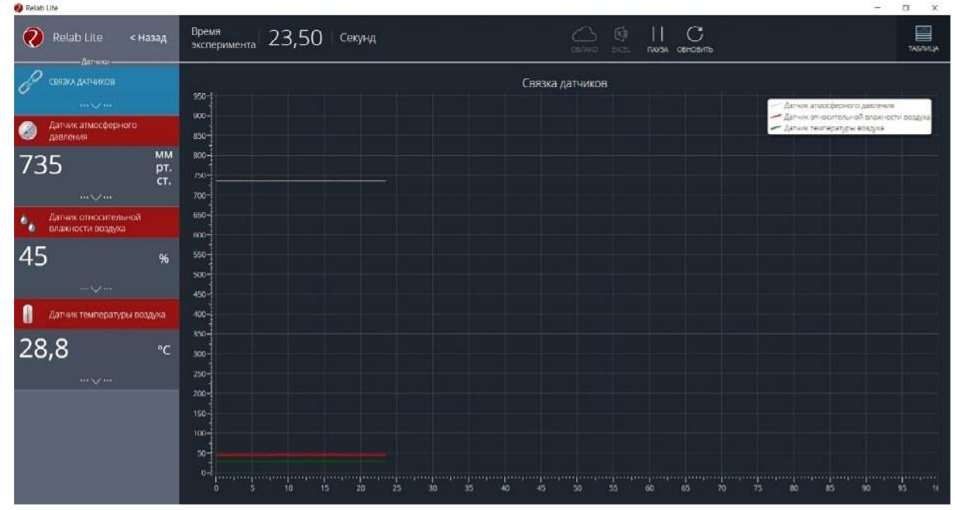 Relab Lite
Relab Lite
< Назад
Время
эксперимента
23,50
Секунд
ОБЛАКО
EXCEL
ПАУЗА
ОБНОВИТЬ
ТАБЛИЦА
Датчики
СВЯЗКА ДАТЧИКОВ
Датчик атмосферного
давления
735
ММ
РТ.
СТ.
Датчик относительной
влажности воздуха
45
%
Датчик температуры воздуха
28,8
°C
Связка датчиков
Датчик атмосферного давления
Датчик относительной влажности воздуха
Датчик температуры воздуха
950
900
850
800
750
700
650
600
550
500
450
400
350
300
250
200
150
100
50
0
0 5 10 15 20 25 30 35 40 45 50 55 60 65 70 75 80 85 90 95